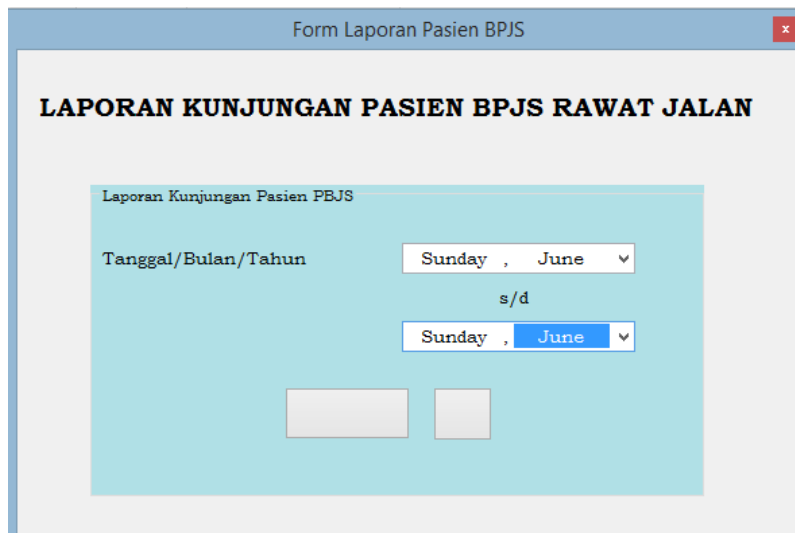 Form Laporan Pasien BPJS
x
LAPORAN KUNJUNGAN PASIEN BPJS RAWAT JALAN
Laporan Kunjungan Pasien PBJS
Tanggal/Bulan/Tahun Sunday , June
s/d
Sunday , June